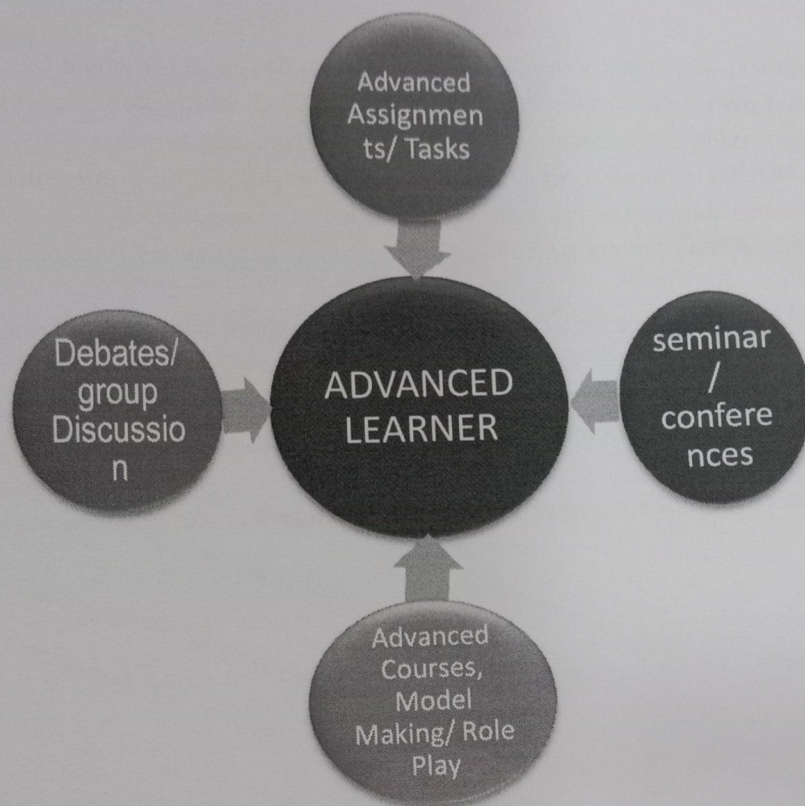 Advanced
Assignmen
ts/ Tasks
Debates/
group
Discussio
n
ADVANCED
LEARNER
seminar
/
confere
nces
Advanced
Courses,
Model
Making/ Role
Play